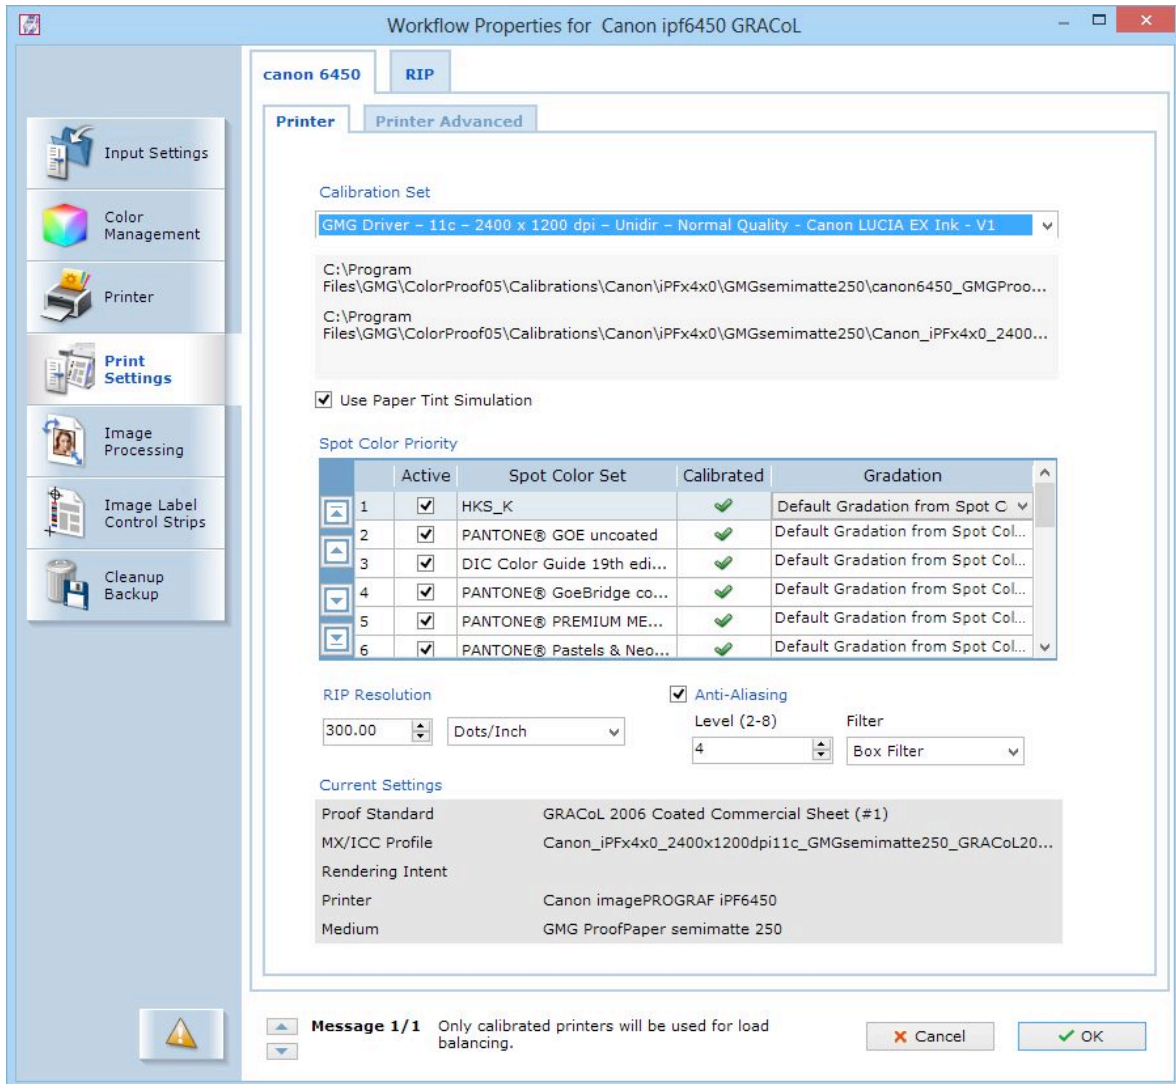 Workflow Properties for Canon ipf6450 GRACoL
Input Settings
Color
Management
Printer
Print
Settings
Image
Processing
Image Label
Control Strips
Cleanup
Backup
canon 6450 RIP
Printer Printer Advanced
Calibration Set
GMG Driver – 11c – 2400 x 1200 dpi – Unidir – Normal Quality - Canon LUCIA EX Ink - V1
C:\Program
Files\GMG\ColorProof05\Calibrations\Canon\iPFx4x0\GMGsemimatte250\canon6450_GMGProo...
C:\Program
Files\GMG\ColorProof05\Calibrations\Canon\iPFx4x0\GMGsemimatte250\Canon_iPFx4x0_2400...
Use Paper Tint Simulation
Spot Color Priority
Active Spot Color Set Calibrated Gradation
1 HKS_K Default Gradation from Spot C
2 PANTONE® GOE uncoated Default Gradation from Spot Col...
3 DIC Color Guide 19th edi... Default Gradation from Spot Col...
4 PANTONE® GoeBridge co... Default Gradation from Spot Col...
5 PANTONE® PREMIUM ME... Default Gradation from Spot Col...
6 PANTONE® Pastels & Neo... Default Gradation from Spot Col...
RIP Resolution Anti-Aliasing
Level (2-8) Filter
300.00 Dots/Inch 4 Box Filter
Current Settings
Proof Standard GRACoL 2006 Coated Commercial Sheet (#1)
MX/ICC Profile Canon_iPFx4x0_2400x1200dpi11c_GMGsemimatte250_GRACoL20...
Rendering Intent
Printer Canon imagePROGRAF iPF6450
Medium GMG ProofPaper semimatte 250
Message 1/1 Only calibrated printers will be used for load
balancing.
Cancel OK